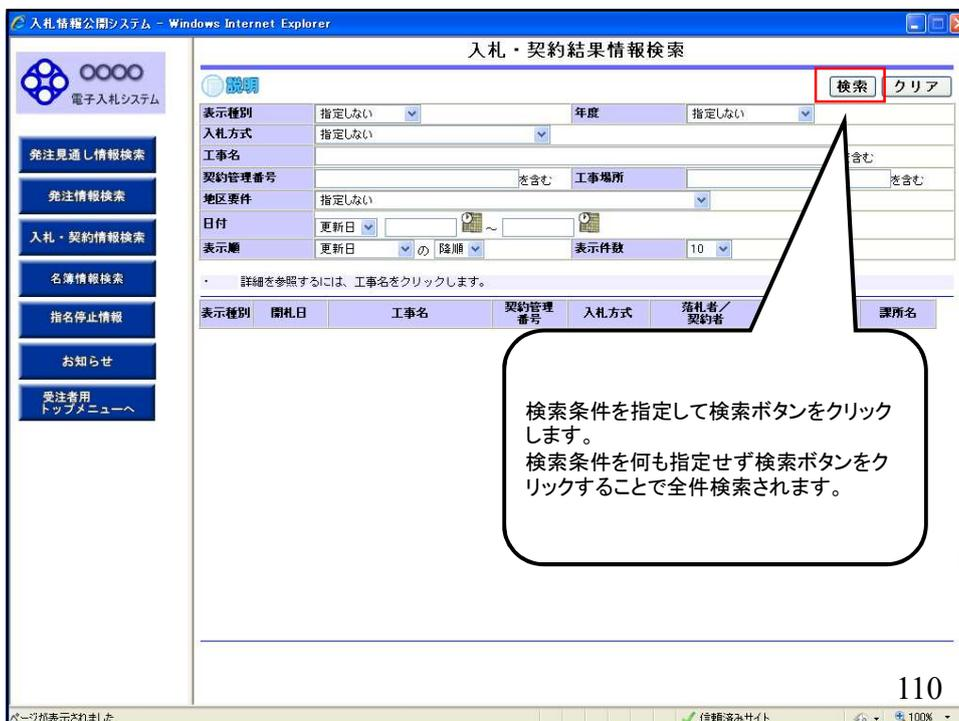 入札情報公開システム - Windows Internet Explorer
入札・契約結果情報検索
OOOO
電子入札システム
説明
検索 クリア
表示種別 指定しない 年度 指定しない
入札方式 指定しない
工事名 を含む
契約管理番号 を含む 工事場所 を含む
地区要件 指定しない
日付 更新日 ～
表示順 更新日 の 降順 表示件数 10
・ 詳細を参照するには、工事名をクリックします。
表示種別 開札日 工事名 契約管理番号 入札方式 落札者/契約者 課所名
発注見通し情報検索
発注情報検索
入札・契約情報検索
名簿情報検索
指名停止情報
お知らせ
受注者用
トップメニューへ
検索条件を指定して検索ボタンをクリック
します。
検索条件を何も指定せず検索ボタンをク
リックすることで全件検索されます。
110
ページが表示されました 信頼済みサイト 100%